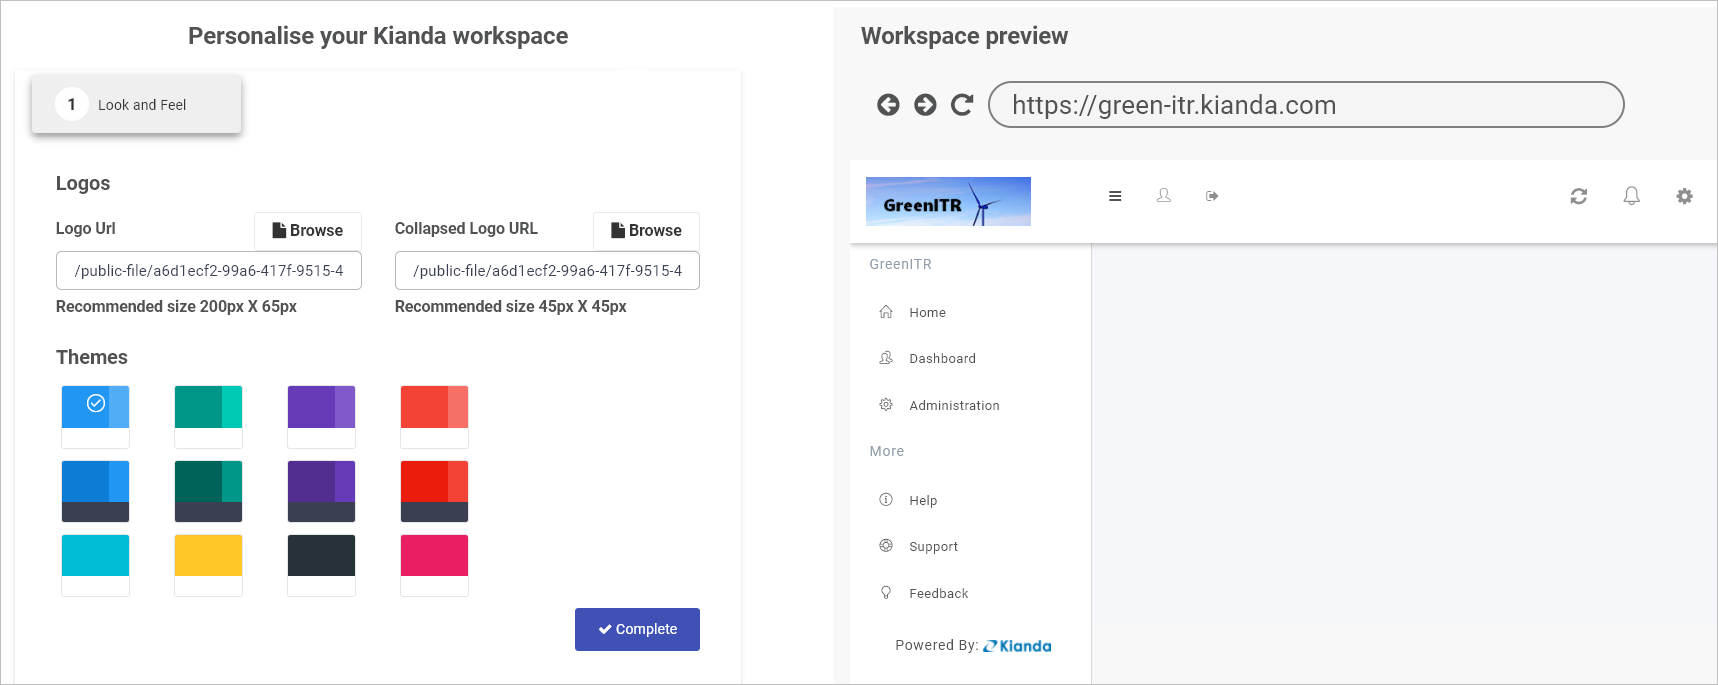 Personalise your Kianda workspace
1 Look and Feel
Logos
Logo Url
Browse
/public-file/a6d1ecf2-99a6-417f-9515-4
Recommended size 200px X 65px
Collapsed Logo URL
Browse
/public-file/a6d1ecf2-99a6-417f-9515-4
Recommended size 45px X 45px
Themes
Complete
Workspace preview
https://green-itr.kianda.com
GreenITR
GreenITR
Home
Dashboard
Administration
More
Help
Support
Feedback
Powered By: Kianda